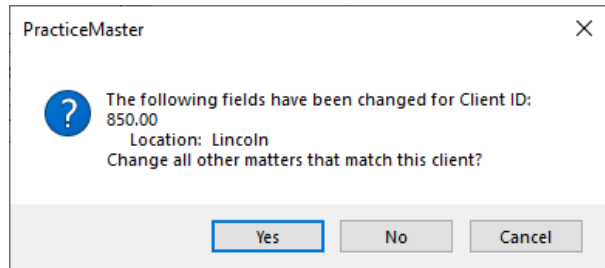 PracticeMaster
The following fields have been changed for Client ID:
850.00
Location: Lincoln
Change all other matters that match this client?
Yes
No
Cancel